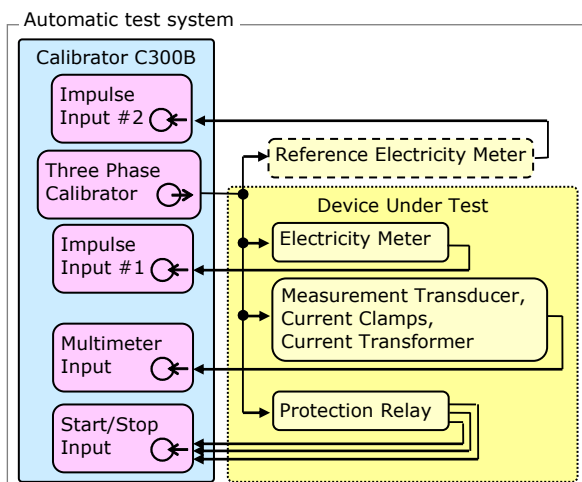 Automatic test system
Calibrator C300B
Impulse
Input #2
Three Phase
Calibrator
Impulse
Input #1
Multimeter
Input
Start/Stop
Input
Reference Electricity Meter
Device Under Test
Electricity Meter
Measurement Transducer,
Current Clamps,
Current Transformer
Protection Relay